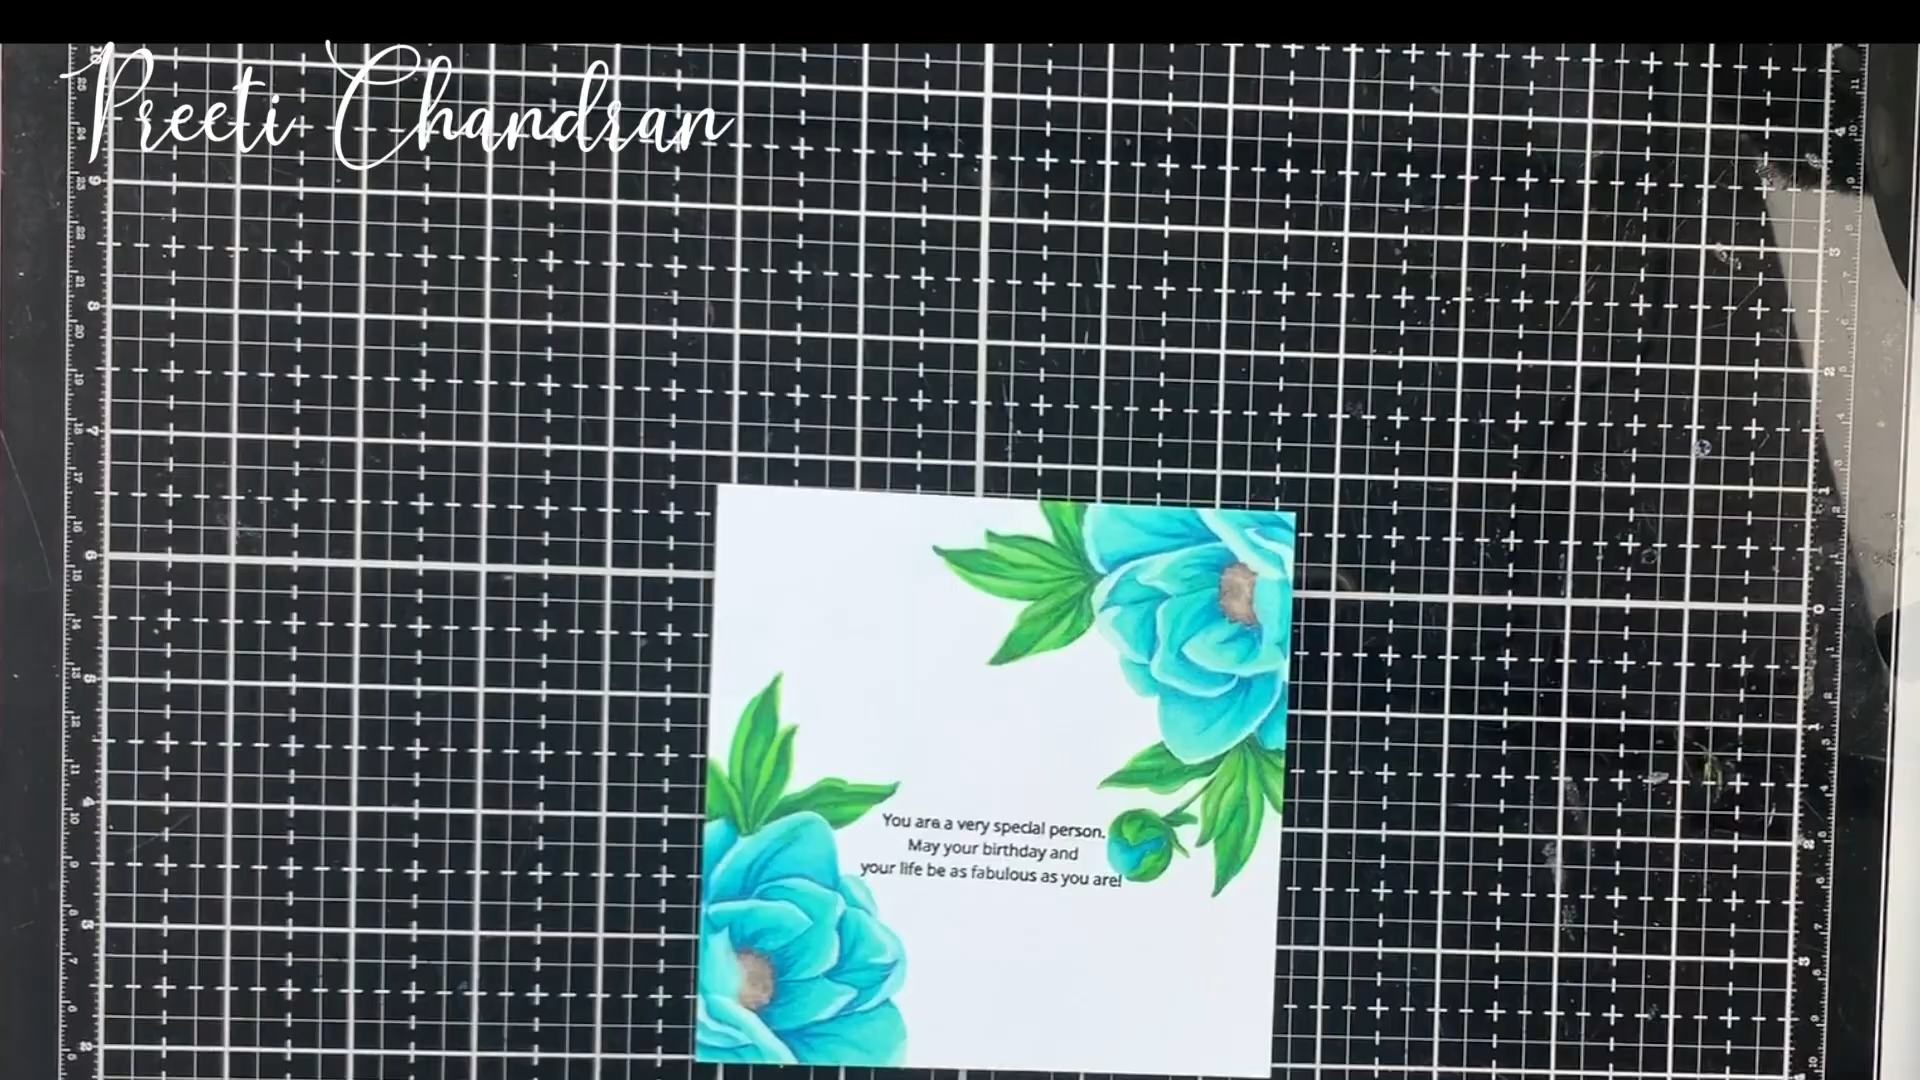 Preeti Chandran
You are a very special person.
May your birthday and
your life be as fabulous as you are!